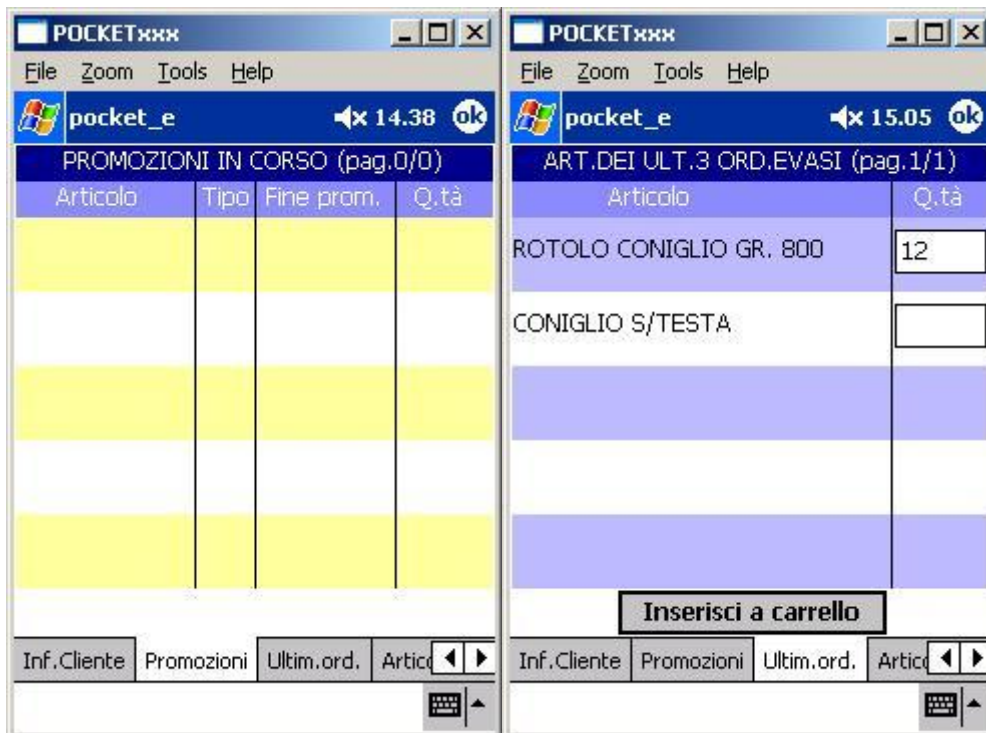 POCKETxxx
File Zoom Tools Help
pocket_e 14.38 ok
PROMOZIONI IN CORSO (pag.0/0)
Articolo Tipo Fine prom. Q.tà
Inf.Cliente Promozioni Ultim.ord. Artico
POCKETxxx
File Zoom Tools Help
pocket_e 15.05 ok
ART.DEI ULT.3 ORD.EVASI (pag.1/1)
Articolo Q.tà
ROTOLO CONIGLIO GR. 800 12
CONIGLIO S/TESTA
Inserisci a carrello
Inf.Cliente Promozioni Ultim.ord. Artico